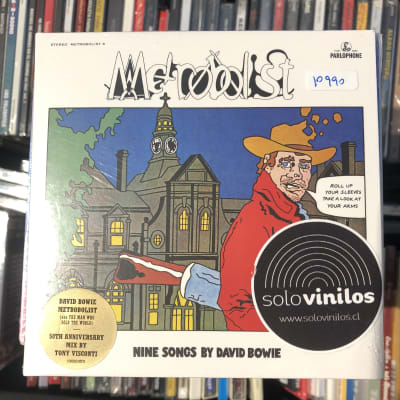 STEREO METROBOLIST
Metrobolist
PARLOPHONE
10990
ROLL UP
YOUR SLEEVES
TAKE A LOOK AT
YOUR ARMS
solovinilos
www.solovinilos.cl
DAVID BOWIE
METROBOLIST
(aka THE MAN WHO
SOLD THE WORLD)
50TH ANNIVERSARY
MIX BY
TONY VISCONTI
NINE SONGS BY DAVID BOWIE